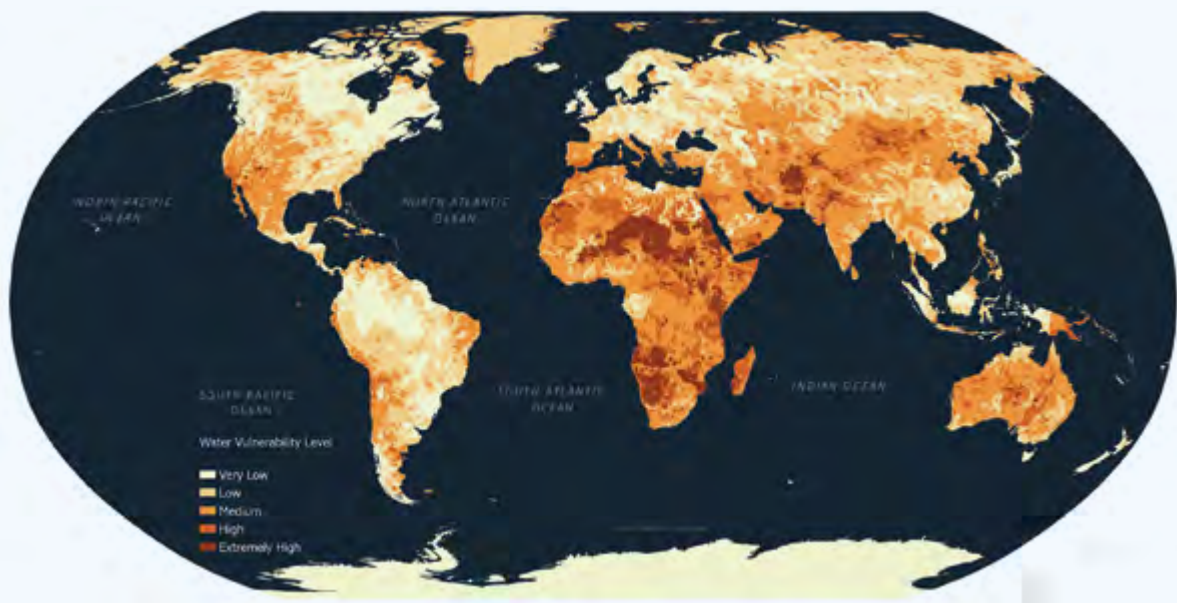 NORTH PACIFIC
OCEAN
NORTH ATLANTIC
OCEAN
SOUTH PACIFIC
OCEAN
SOUTH ATLANTIC
OCEAN
INDIAN OCEAN
Water Vulnerability Level
Very Low
Low
Medium
High
Extremely High